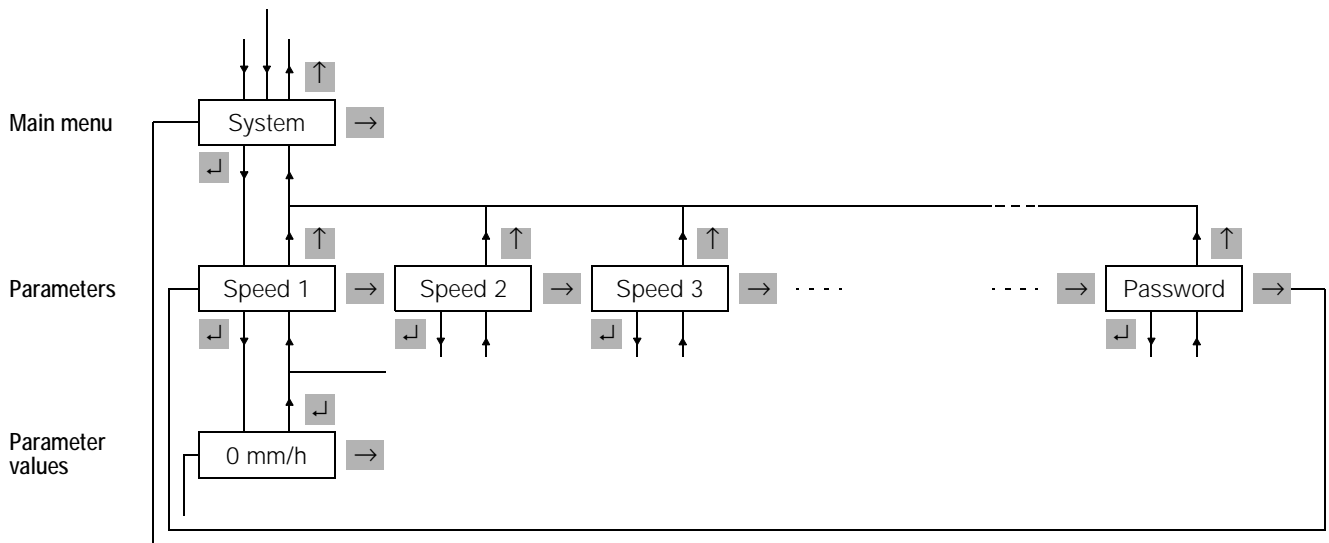 ↑
Main menu System →
↵
↑ ↑ ↑ ↑
Parameters Speed 1 → Speed 2 → Speed 3 → → Password →
↵ ↵ ↵ ↵
↵
Parameter
values 0 mm/h →